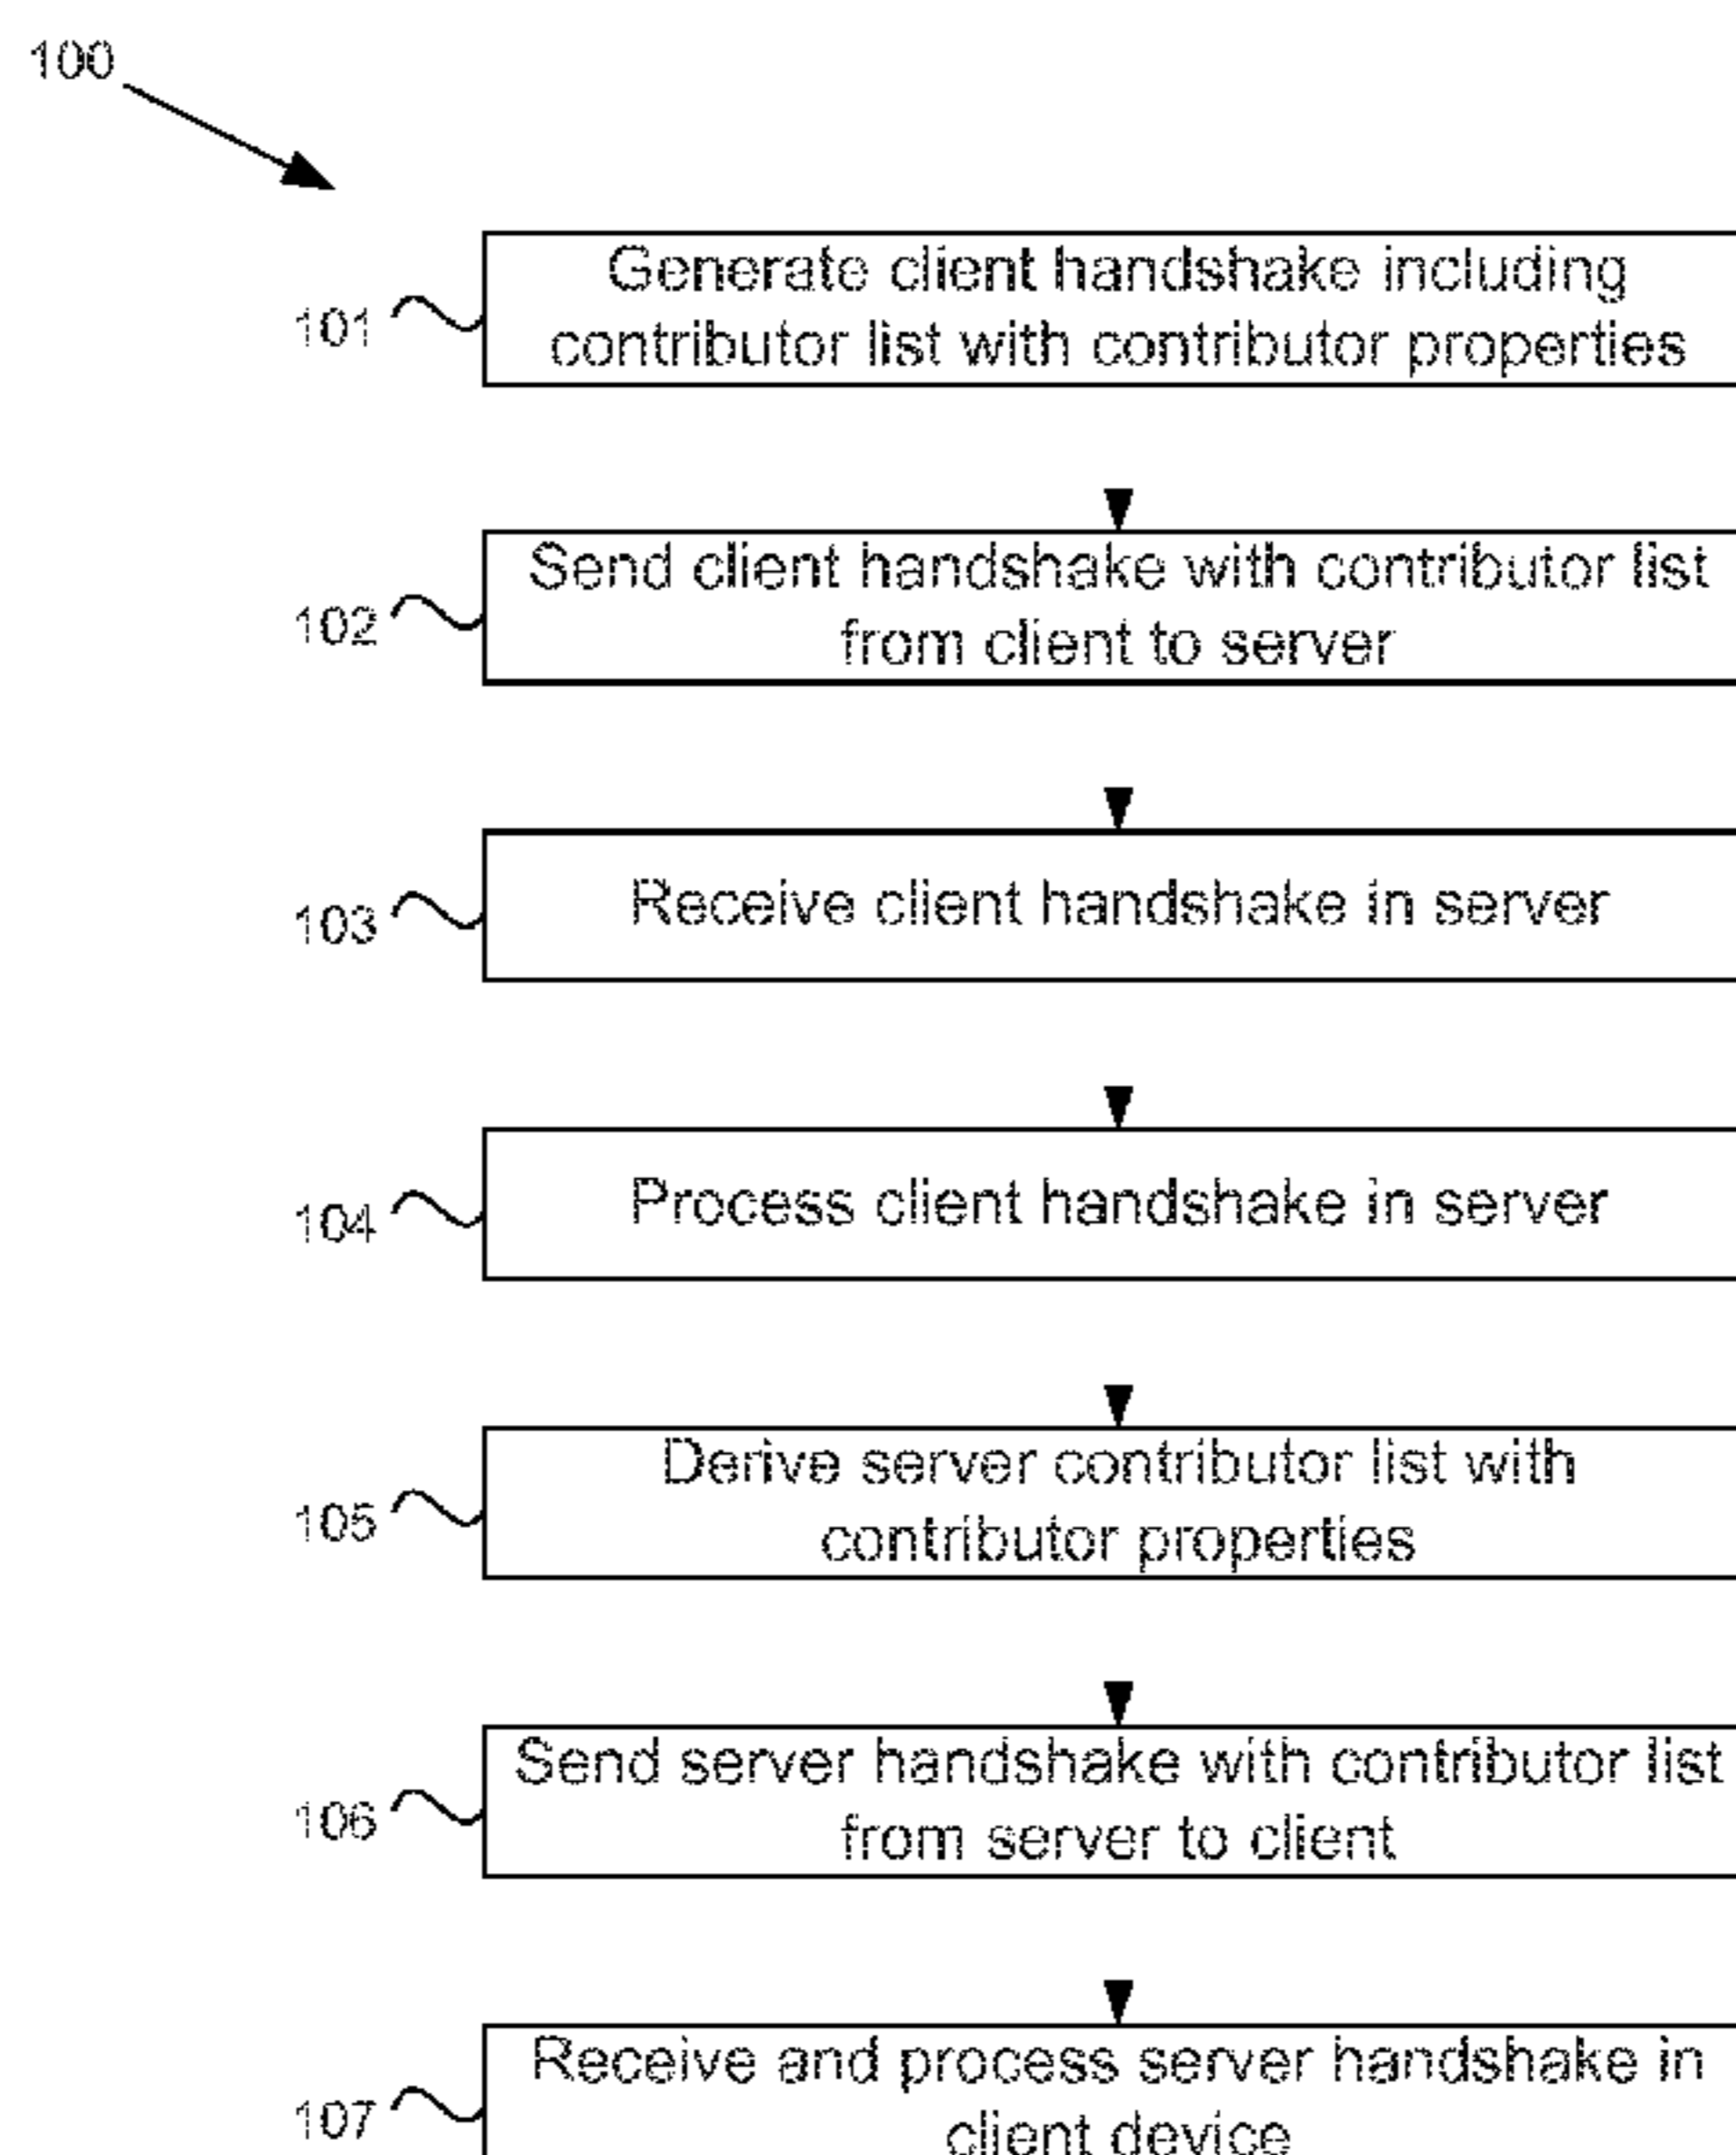 100
101
Generate client handshake including
contributor list with contributor properties
102
Send client handshake with contributor list
from client to server
103
Receive client handshake in server
104
Process client handshake in server
105
Derive server contributor list with
contributor properties
106
Send server handshake with contributor list
from server to client
107
Receive and process server handshake in
client device